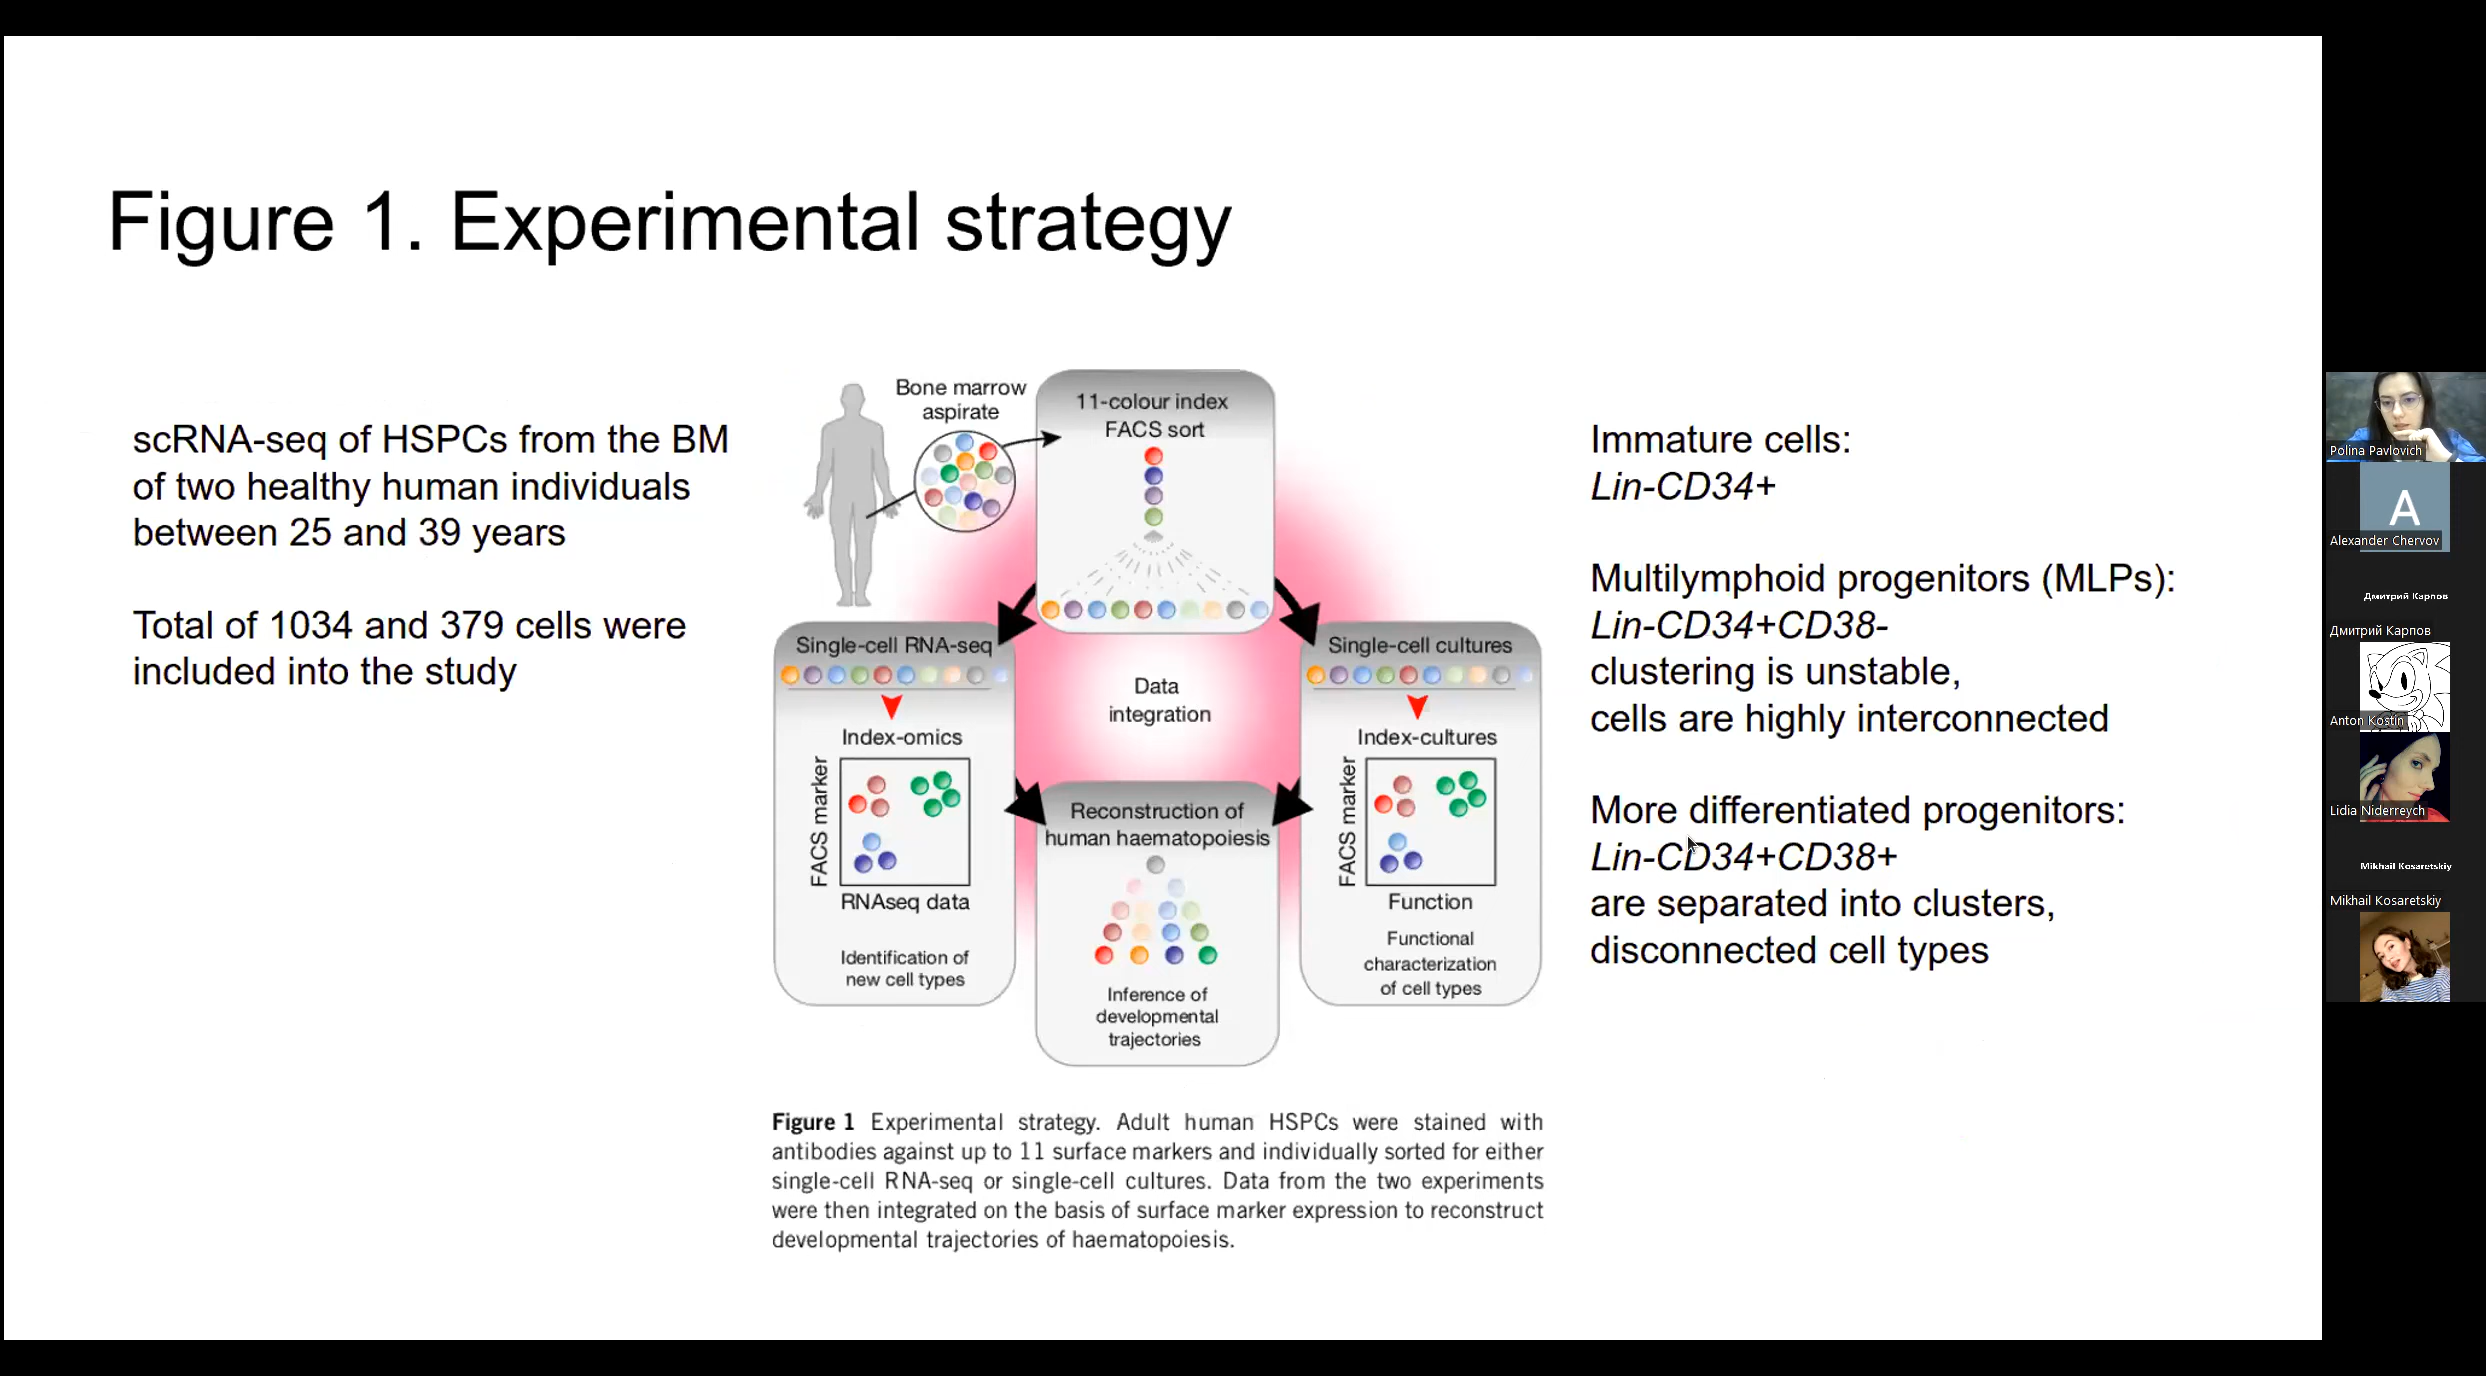 Figure 1. Experimental strategy
scRNA-seq of HSPCs from the BM
of two healthy human individuals
between 25 and 39 years
Total of 1034 and 379 cells were
included into the study
Bone marrow
aspirate
11-colour index
FACS sort
Single-cell RNA-seq
Index-omics
FACS marker
RNAseq data
Identification of
new cell types
Data
integration
Single-cell cultures
Index-cultures
FACS marker
Function
Functional
characterization
of cell types
Reconstruction of
human haematopoiesis
Inference of
developmental
trajectories
Figure 1 Experimental strategy. Adult human HSPCs were stained with
antibodies against up to 11 surface markers and individually sorted for either
single-cell RNA-seq or single-cell cultures. Data from the two experiments
were then integrated on the basis of surface marker expression to reconstruct
developmental trajectories of haematopoiesis.
Immature cells:
Lin-CD34+
Multilymphoid progenitors (MLPs):
Lin-CD34+CD38-
clustering is unstable,
cells are highly interconnected
More differentiated progenitors:
Lin-CD34+CD38+
are separated into clusters,
disconnected cell types
Polina Pavlovich
A
Alexander Chervov
Дмитрий Карпов
Дмитрий Карпов
Anton Kostin
Lidia Niderreych
Mikhail Kosaretskiy
Mikhail Kosaretskiy